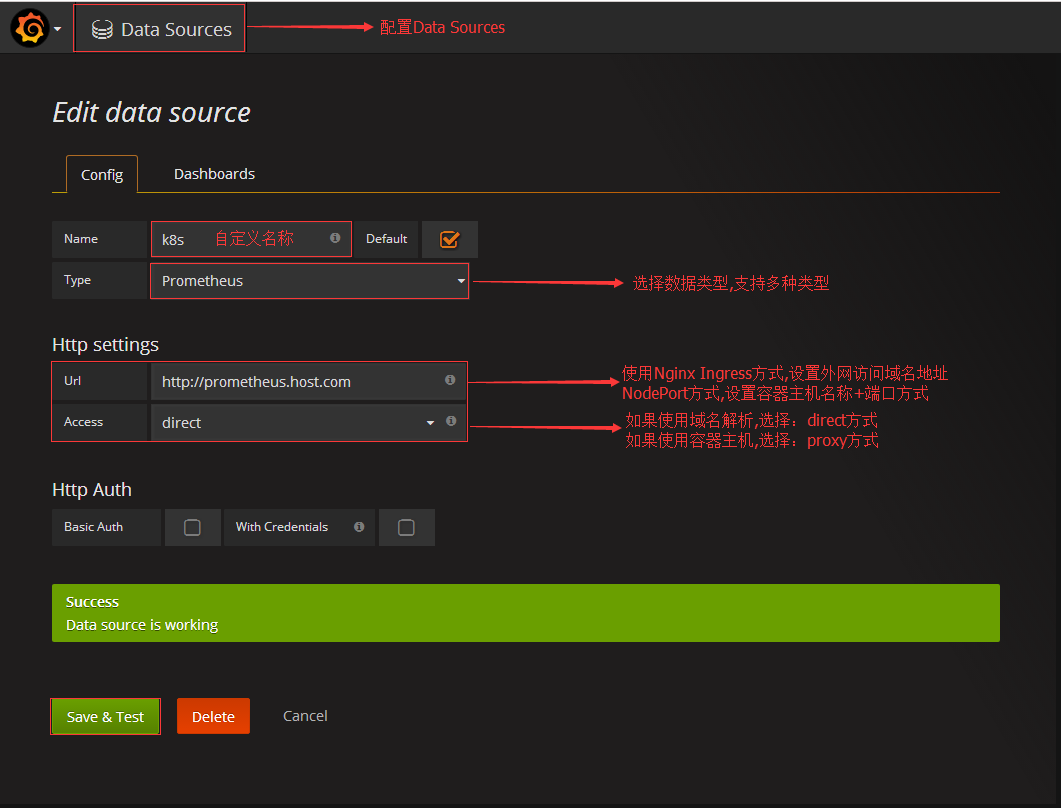 Data Sources
配置Data Sources
Edit data source
Config
Dashboards
Name
k8s
自定义名称
Default
Type
Prometheus
选择数据类型,支持多种类型
Http settings
Url
http://prometheus.host.com
使用Nginx Ingress方式,设置外网访问域名地址
NodePort方式,设置容器主机名称+端口方式
Access
direct
如果使用域名解析,选择：direct方式
如果使用容器主机,选择：proxy方式
Http Auth
Basic Auth
With Credentials
Success
Data source is working
Save & Test
Delete
Cancel